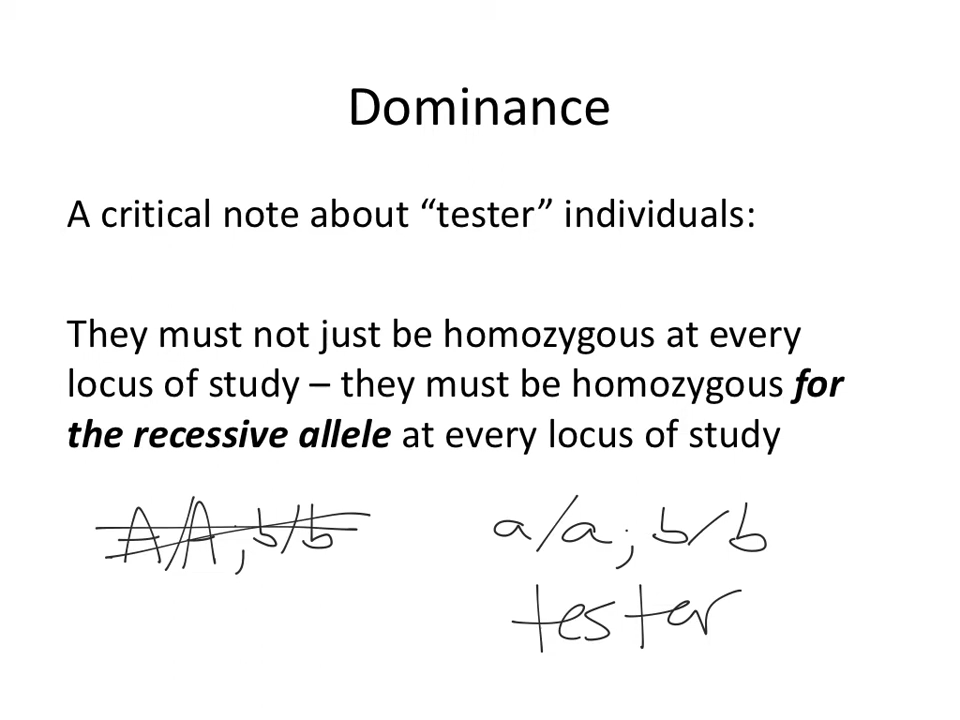 Dominance
A critical note about “tester” individuals:
They must not just be homozygous at every
locus of study – they must be homozygous for
the recessive allele at every locus of study
A/A ; b/b a/a ; b/b
tester